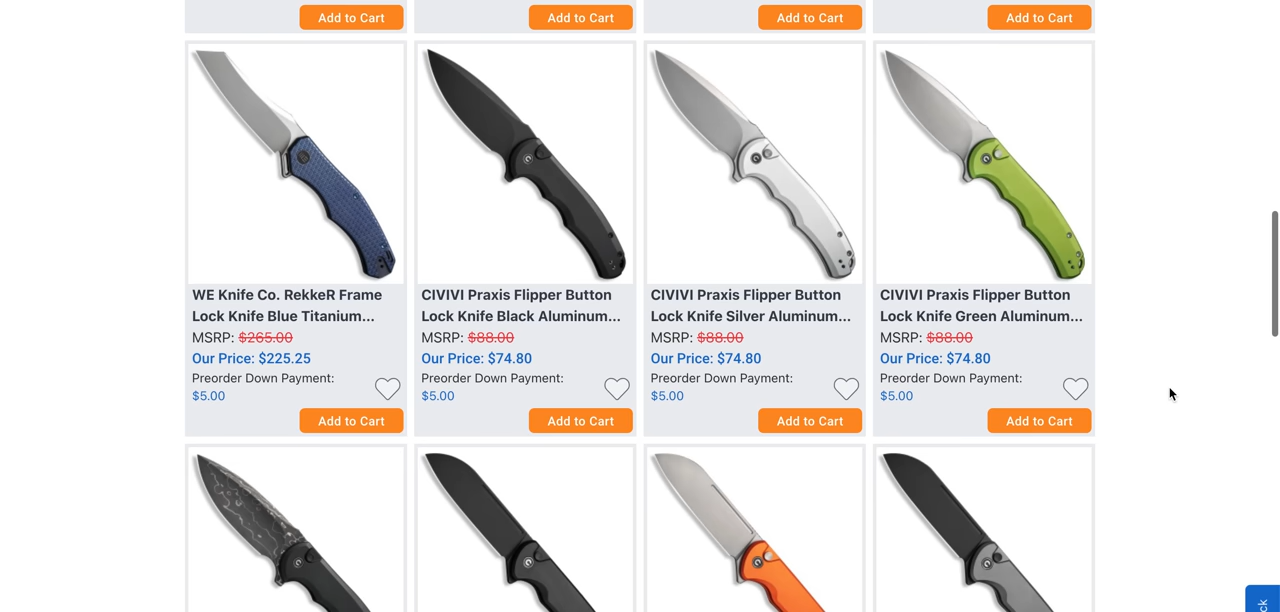 Add to Cart
Add to Cart
Add to Cart
Add to Cart
WE Knife Co. RekkeR Frame
Lock Knife Blue Titanium...
MSRP: $265.00
Our Price: $225.25
Preorder Down Payment:
$5.00
Add to Cart
CIVIVI Praxis Flipper Button
Lock Knife Black Aluminum...
MSRP: $88.00
Our Price: $74.80
Preorder Down Payment:
$5.00
Add to Cart
CIVIVI Praxis Flipper Button
Lock Knife Silver Aluminum...
MSRP: $88.00
Our Price: $74.80
Preorder Down Payment:
$5.00
Add to Cart
CIVIVI Praxis Flipper Button
Lock Knife Green Aluminum...
MSRP: $88.00
Our Price: $74.80
Preorder Down Payment:
$5.00
Add to Cart